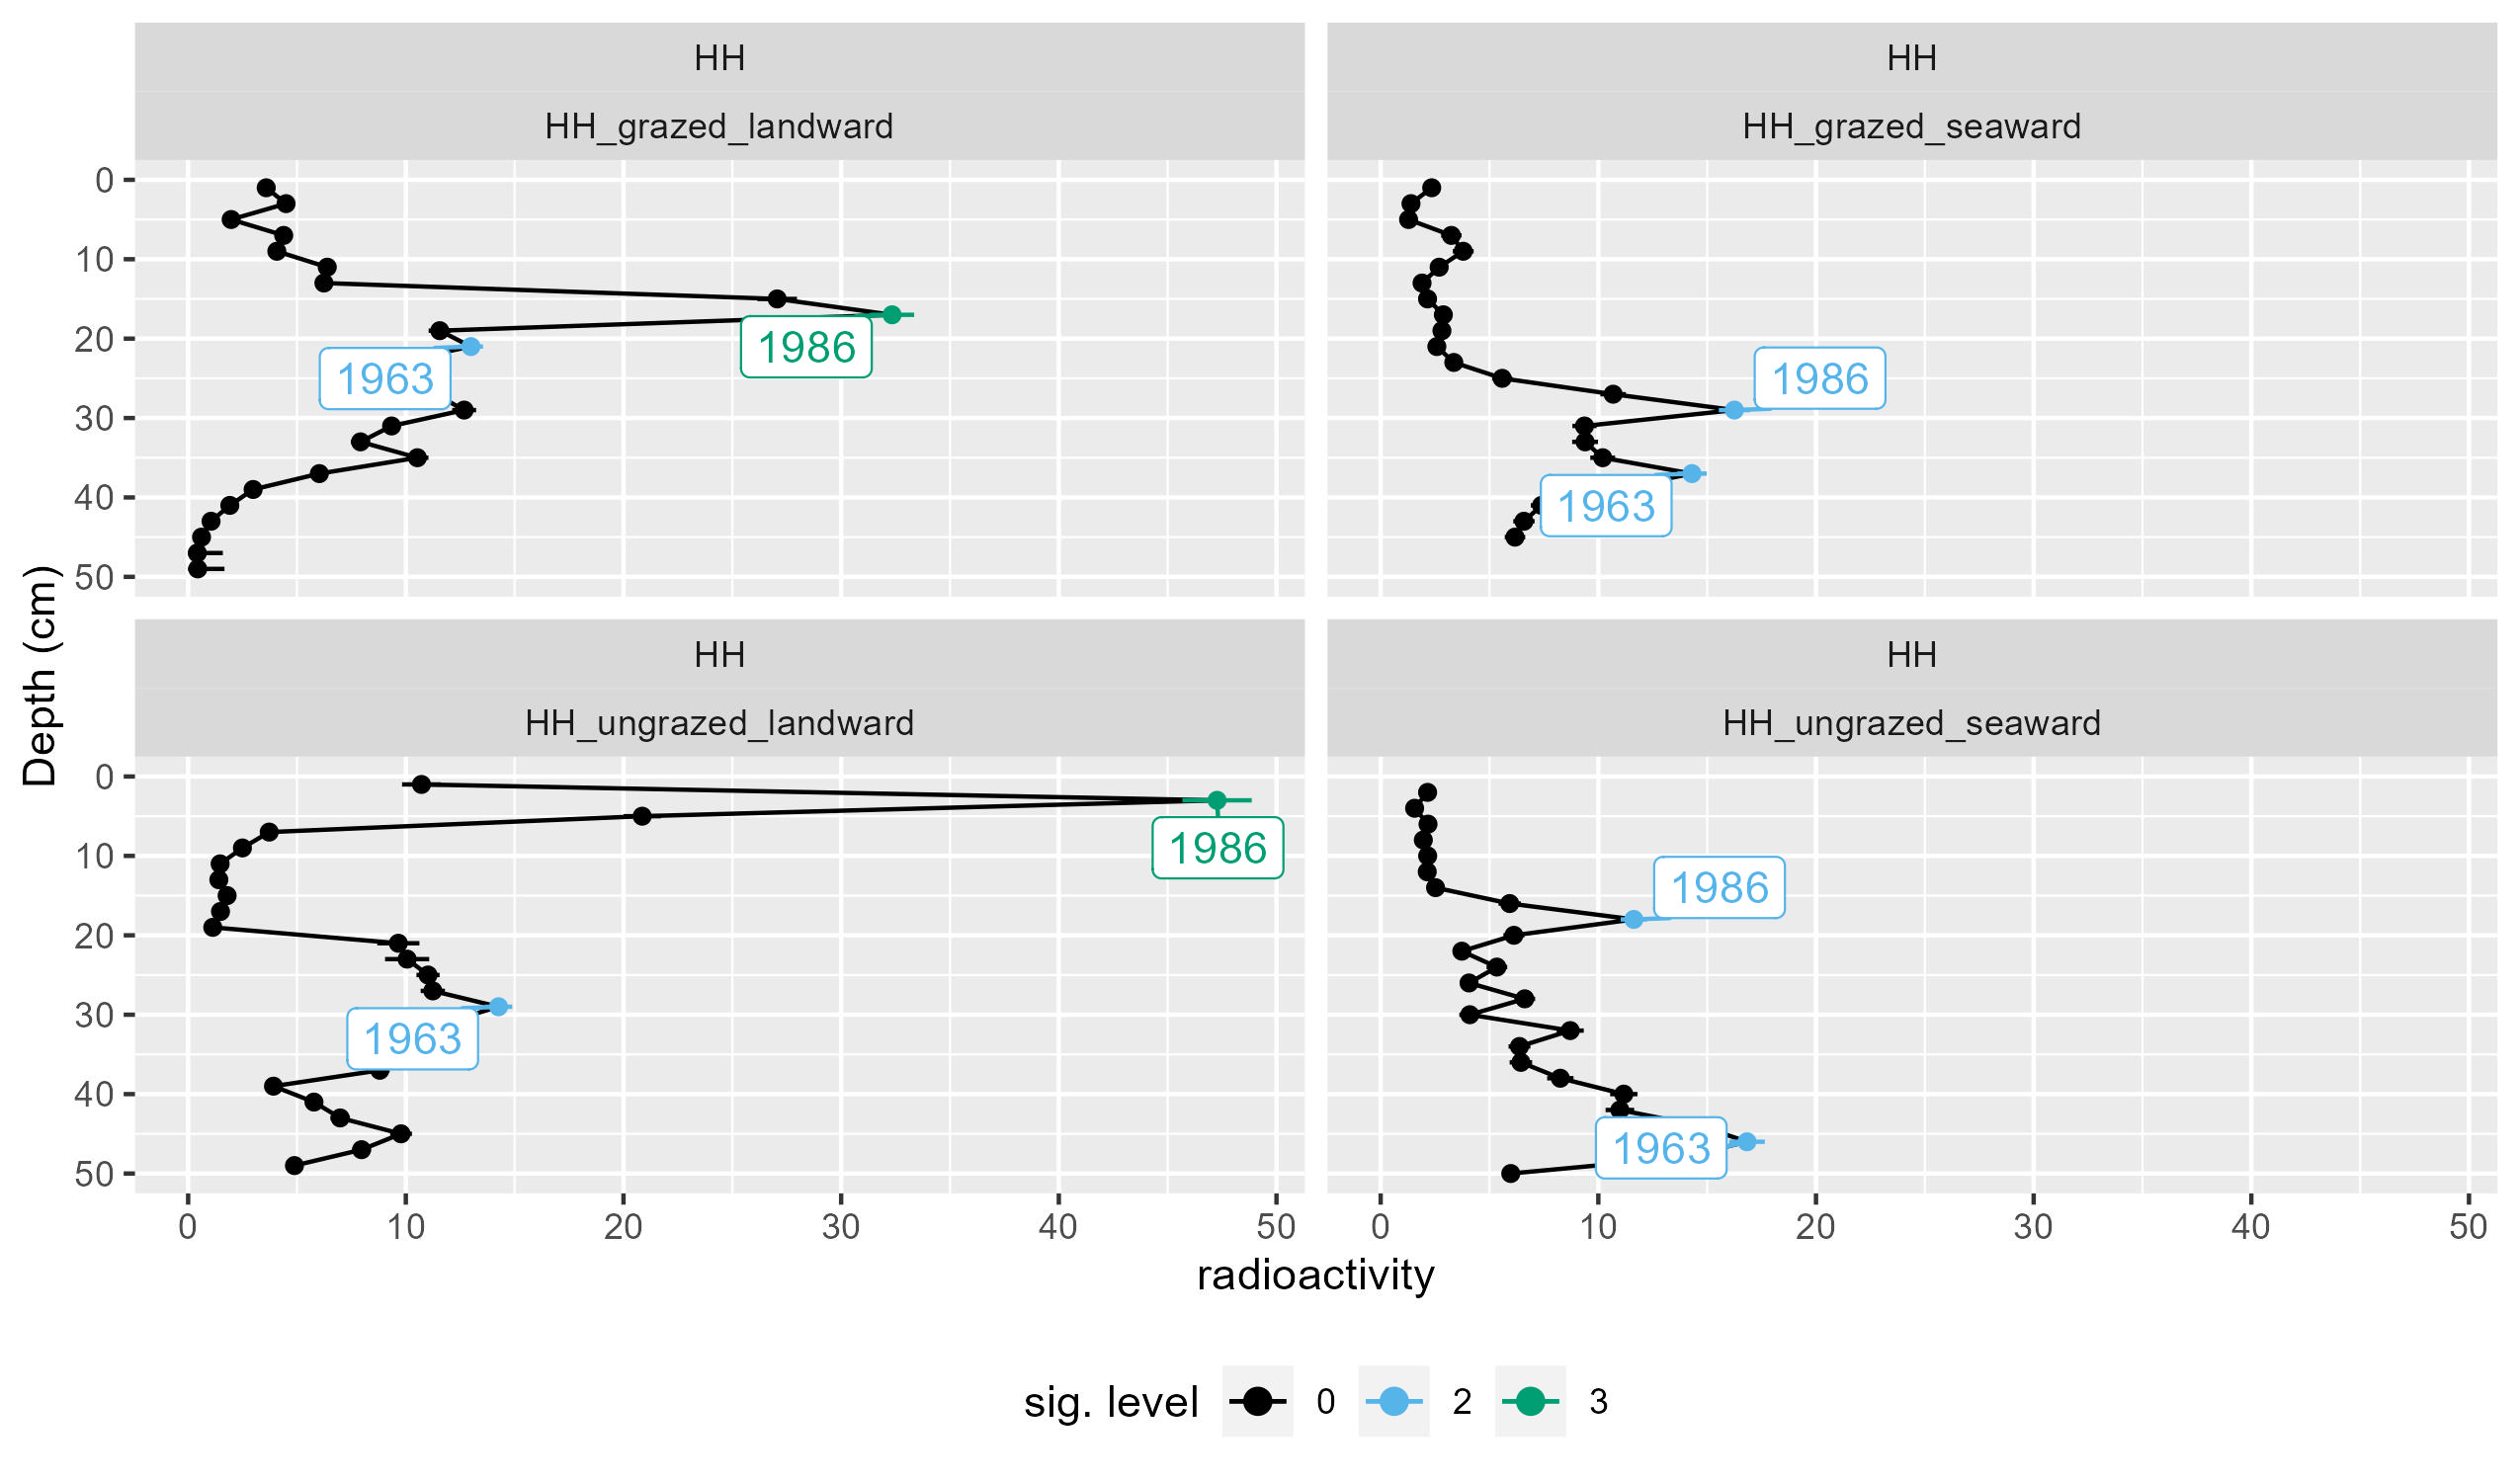 HH
HH
HH_grazed_landward
HH_grazed_seaward
0
10
20
30
40
50
1986
1963
1986
1963
Depth (cm)
HH
HH
HH_ungrazed_landward
HH_ungrazed_seaward
0
10
20
30
40
50
1986
1963
1986
1963
0 10 20 30 40 50
0 10 20 30 40 50
radioactivity
sig. level 0 2 3